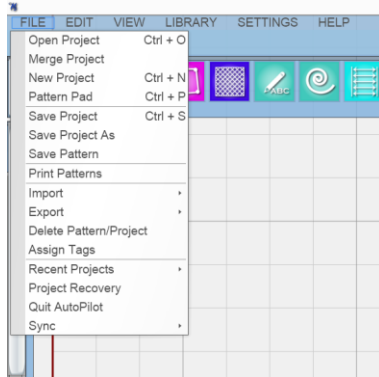 FILE EDIT VIEW LIBRARY SETTINGS HELP
Open Project Ctrl + O
Merge Project
New Project Ctrl + N
Pattern Pad Ctrl + P
Save Project Ctrl + S
Save Project As
Save Pattern
Print Patterns
Import
Export
Delete Pattern/Project
Assign Tags
Recent Projects
Project Recovery
Quit AutoPilot
Sync
ABC